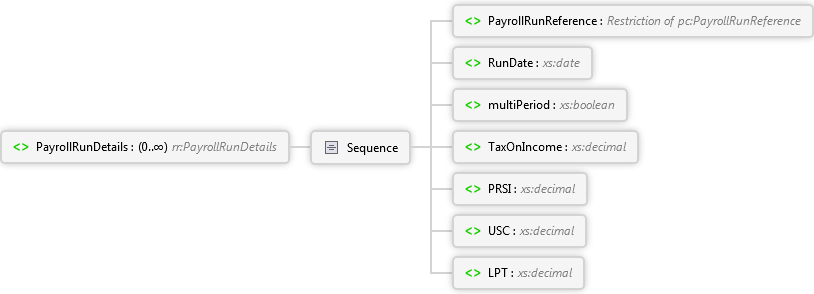 PayrollRunReference : Restriction of pc:PayrollRunReference
RunDate : xs:date
multiPeriod : xs:boolean
PayrollRunDetails : (0..∞) rr:PayrollRunDetails
Sequence
TaxOnIncome : xs:decimal
PRSI : xs:decimal
USC : xs:decimal
LPT : xs:decimal